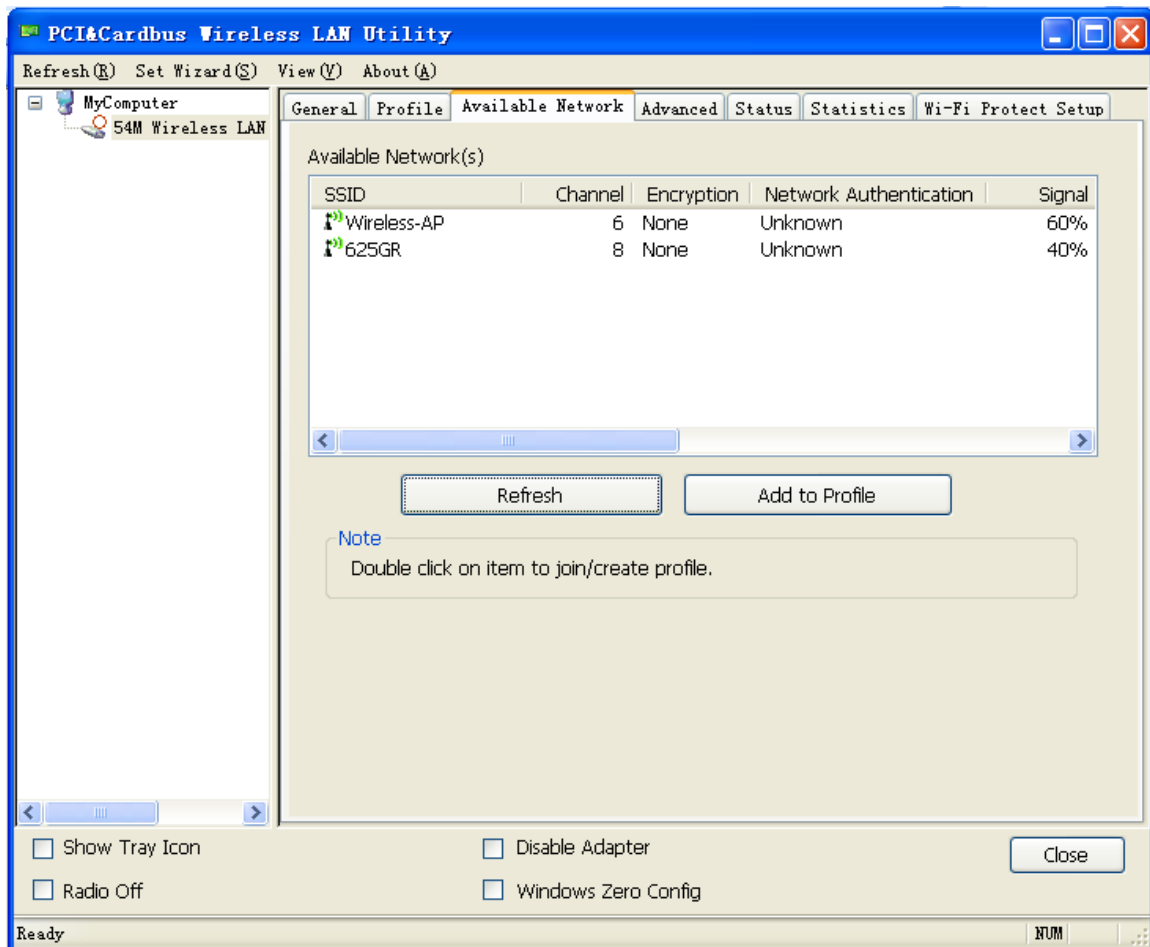 PCI&Cardbus Wireless LAN Utility
Refresh(R) Set Wizard(S) View(V) About(A)
MyComputer
54M Wireless LAN
General Profile Available Network Advanced Status Statistics Wi-Fi Protect Setup
Available Network(s)
SSID Channel Encryption Network Authentication Signal
Wireless-AP 6 None Unknown 60%
625GR 8 None Unknown 40%
Refresh Add to Profile
Note
Double click on item to join/create profile.
Show Tray Icon Disable Adapter Close
Radio Off Windows Zero Config
Ready NUM